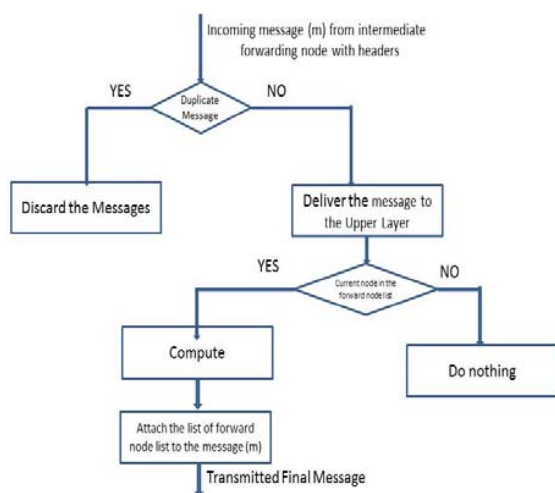 Incoming message (m) from intermediate
forwarding node with headers
YES
Duplicate
Message
NO
Discard the Messages
Deliver the message to
the Upper Layer
YES
Current node in the
forward node list
NO
Compute
Do nothing
Attach the list of forward
node list to the message (m)
Transmitted Final Message